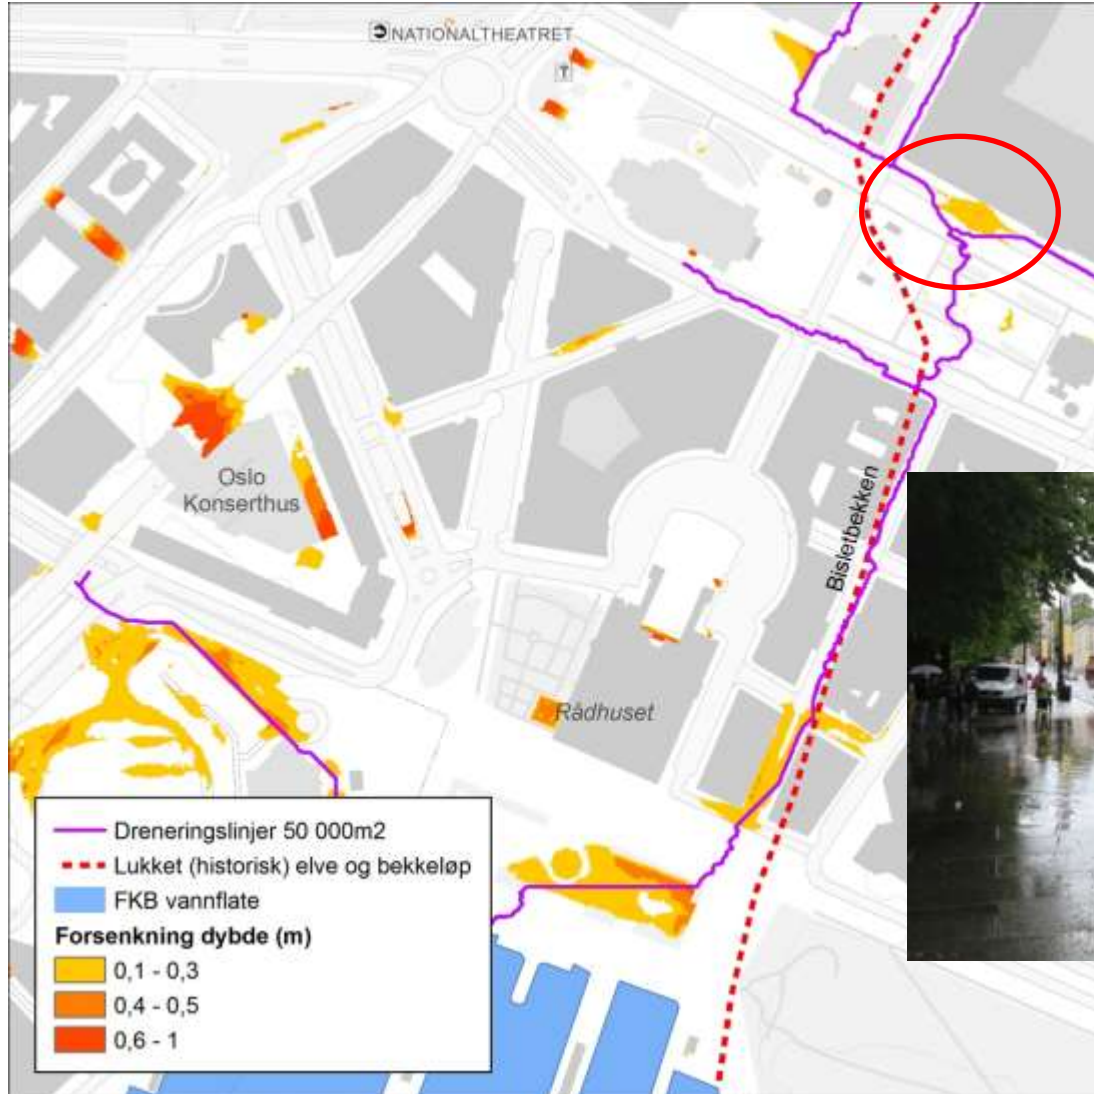 NATIONALTHEATRET
T
Oslo
Konserthus
Bisletbekken
Rådhuset
Dreneringslinjer 50 000m2
Lukket (historisk) elve og bekkeløp
FKB vannflate
Forsenkning dybde (m)
0,1 - 0,3
0,4 - 0,5
0,6 - 1